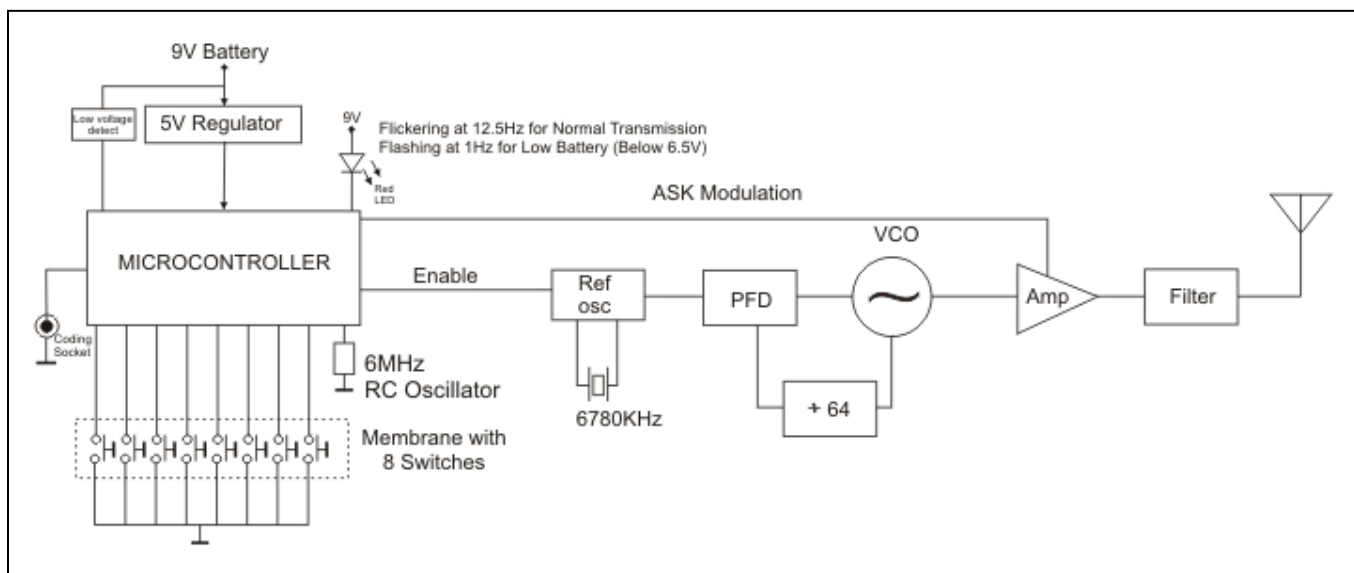 9V Battery
Low voltage
detect
5V Regulator
9V
Flickering at 12.5Hz for Normal Transmission
Flashing at 1Hz for Low Battery (Below 6.5V)
Red
LED
ASK Modulation
MICROCONTROLLER
Enable
Ref
osc
PFD
VCO
Amp
Filter
Coding
Socket
6MHz
RC Oscillator
6780KHz
+ 64
Membrane with
8 Switches